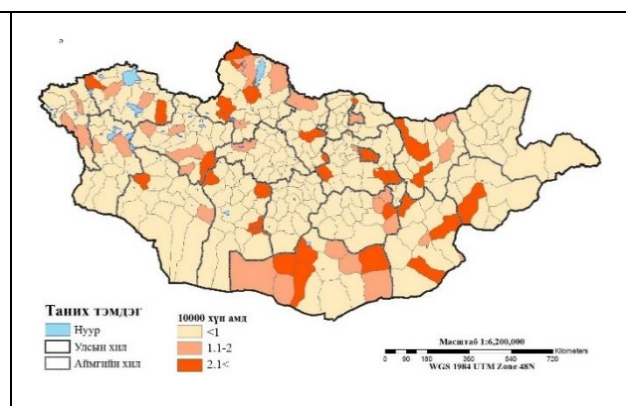 Таних тэмдэг
Нуур
Улсын хил
Аймгийн хил
10000 хүн амд
<1
1.1-2
2.1<
Масштаб 1:6,200,000
Kilometers
0 90 180 360 540 720
WGS 1984 UTM Zone 48N